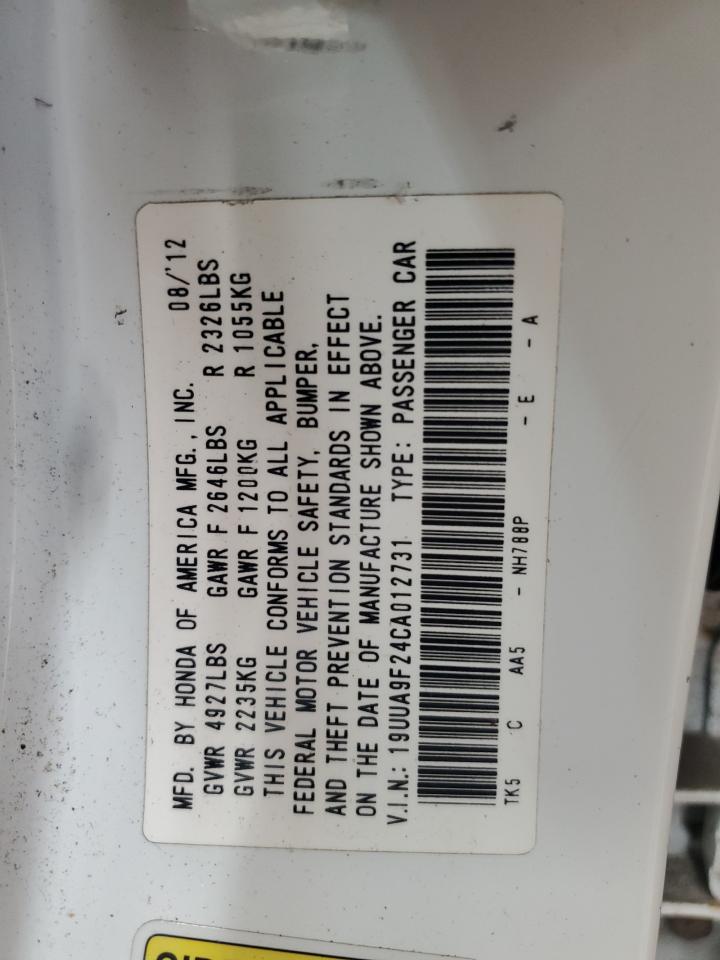 MFD. BY HONDA OF AMERICA MFG., INC. 08/'12
GVWR 4927LBS GAWR F 2646LBS R 2326LBS
GVWR 2235KG GAWR F 1200KG R 1055KG
THIS VEHICLE CONFORMS TO ALL APPLICABLE
FEDERAL MOTOR VEHICLE SAFETY, BUMPER,
AND THEFT PREVENTION STANDARDS IN EFFECT
ON THE DATE OF MANUFACTURE SHOWN ABOVE.
V.I.N.: 19UUA9F24CA012731 TYPE: PASSENGER CAR
TK5 C AA5 - NH788P - E - A